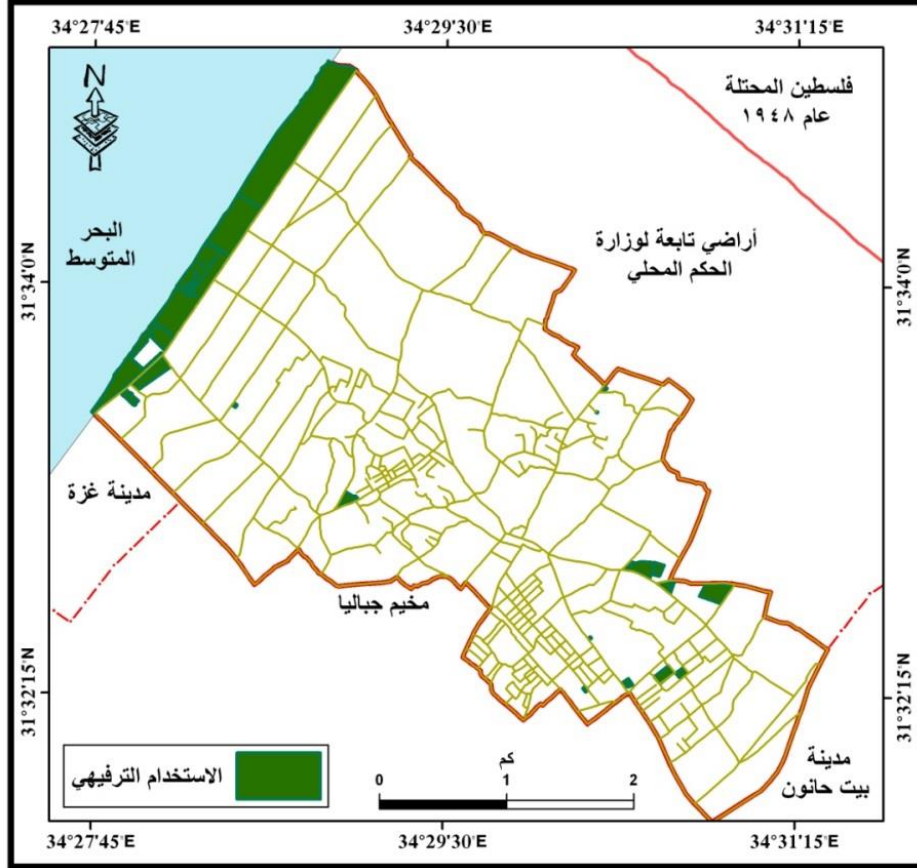 34°27'45"E
34°29'30"E
34°31'15"E
N
فلسطين المحتلة
عام ١٩٤٨
البحر
المتوسط
أراضي تابعة لوزارة
الحكم المحلي
31°34'0"N
31°34'0"N
مدينة غزة
مخيم جباليا
31°32'15"N
31°32'15"N
مدينة
بيت حانون
الاستخدام الترفيهي
كم
0
1
2
34°27'45"E
34°29'30"E
34°31'15"E